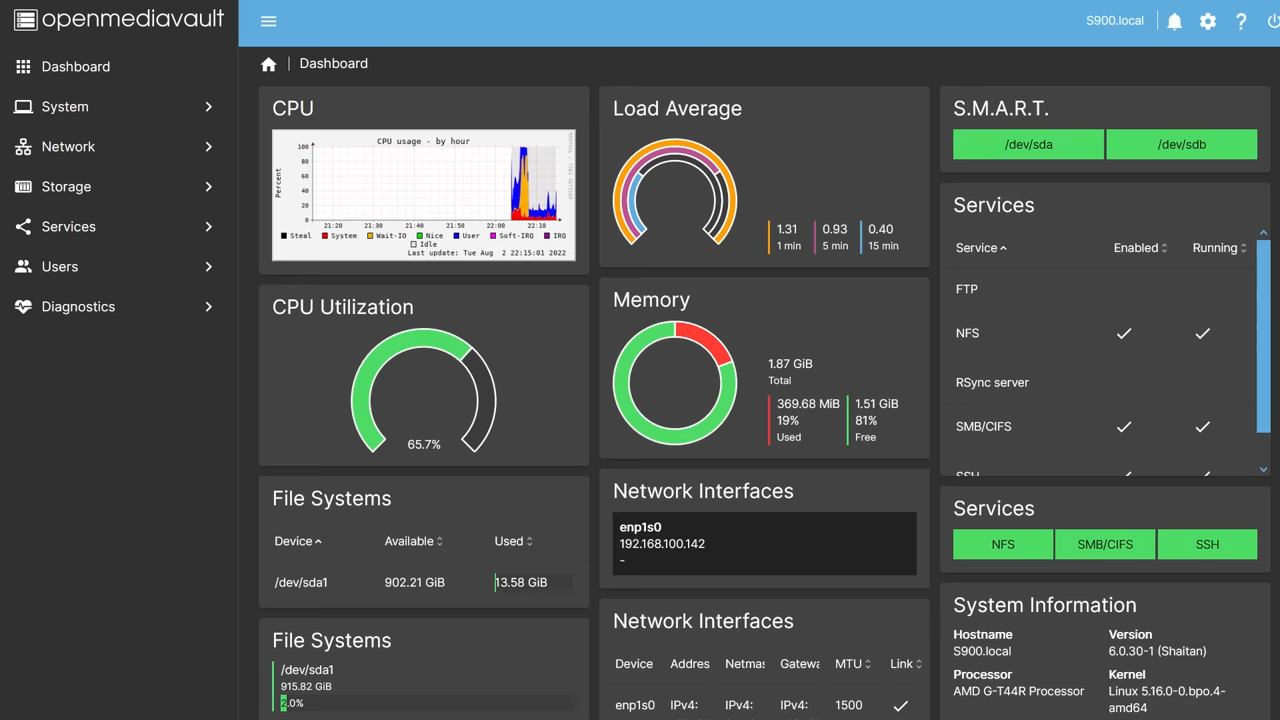 openmediavault
S900.local
Dashboard
System
Network
Storage
Services
Users
Diagnostics
Dashboard
CPU
CPU usage - by hour
Percent
100
80
60
40
20
0
21:20
21:30
21:40
21:50
22:00
22:10
Steal
System
Wait-IO
Nice
User
Soft-IRQ
IRQ
Idle
Last update: Tue Aug 2 22:15:01 2022
CPU Utilization
65.7%
File Systems
Device
Available
Used
/dev/sda1
902.21 GiB
13.58 GiB
File Systems
/dev/sda1
915.82 GiB
2.0%
Load Average
1.31
0.93
0.40
1 min
5 min
15 min
Memory
1.87 GiB
Total
369.68 MiB
1.51 GiB
19%
81%
Used
Free
Network Interfaces
enp1s0
192.168.100.142
-
Network Interfaces
Device
Addres
Netmas
Gatewa
MTU
Link
enp1s0
IPv4:
IPv4:
IPv4:
1500
S.M.A.R.T.
/dev/sda
/dev/sdb
Services
Service
Enabled
Running
FTP
NFS
RSync server
SMB/CIFS
SSH
Services
NFS
SMB/CIFS
SSH
System Information
Hostname
Version
S900.local
6.0.30-1 (Shaitan)
Processor
Kernel
AMD G-T44R Processor
Linux 5.16.0-0.bpo.4-
amd64